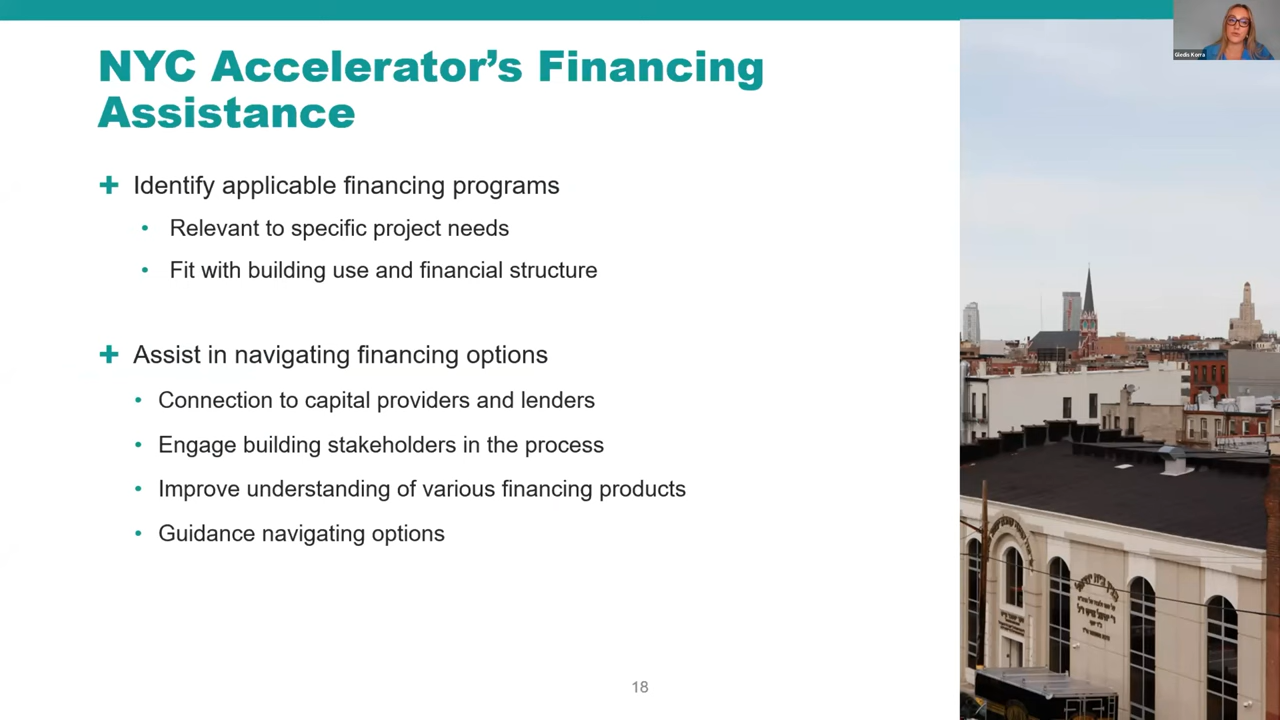 Gledis Korra
NYC Accelerator's Financing
Assistance
Identify applicable financing programs
• Relevant to specific project needs
• Fit with building use and financial structure
Assist in navigating financing options
• Connection to capital providers and lenders
• Engage building stakeholders in the process
• Improve understanding of various financing products
• Guidance navigating options
18